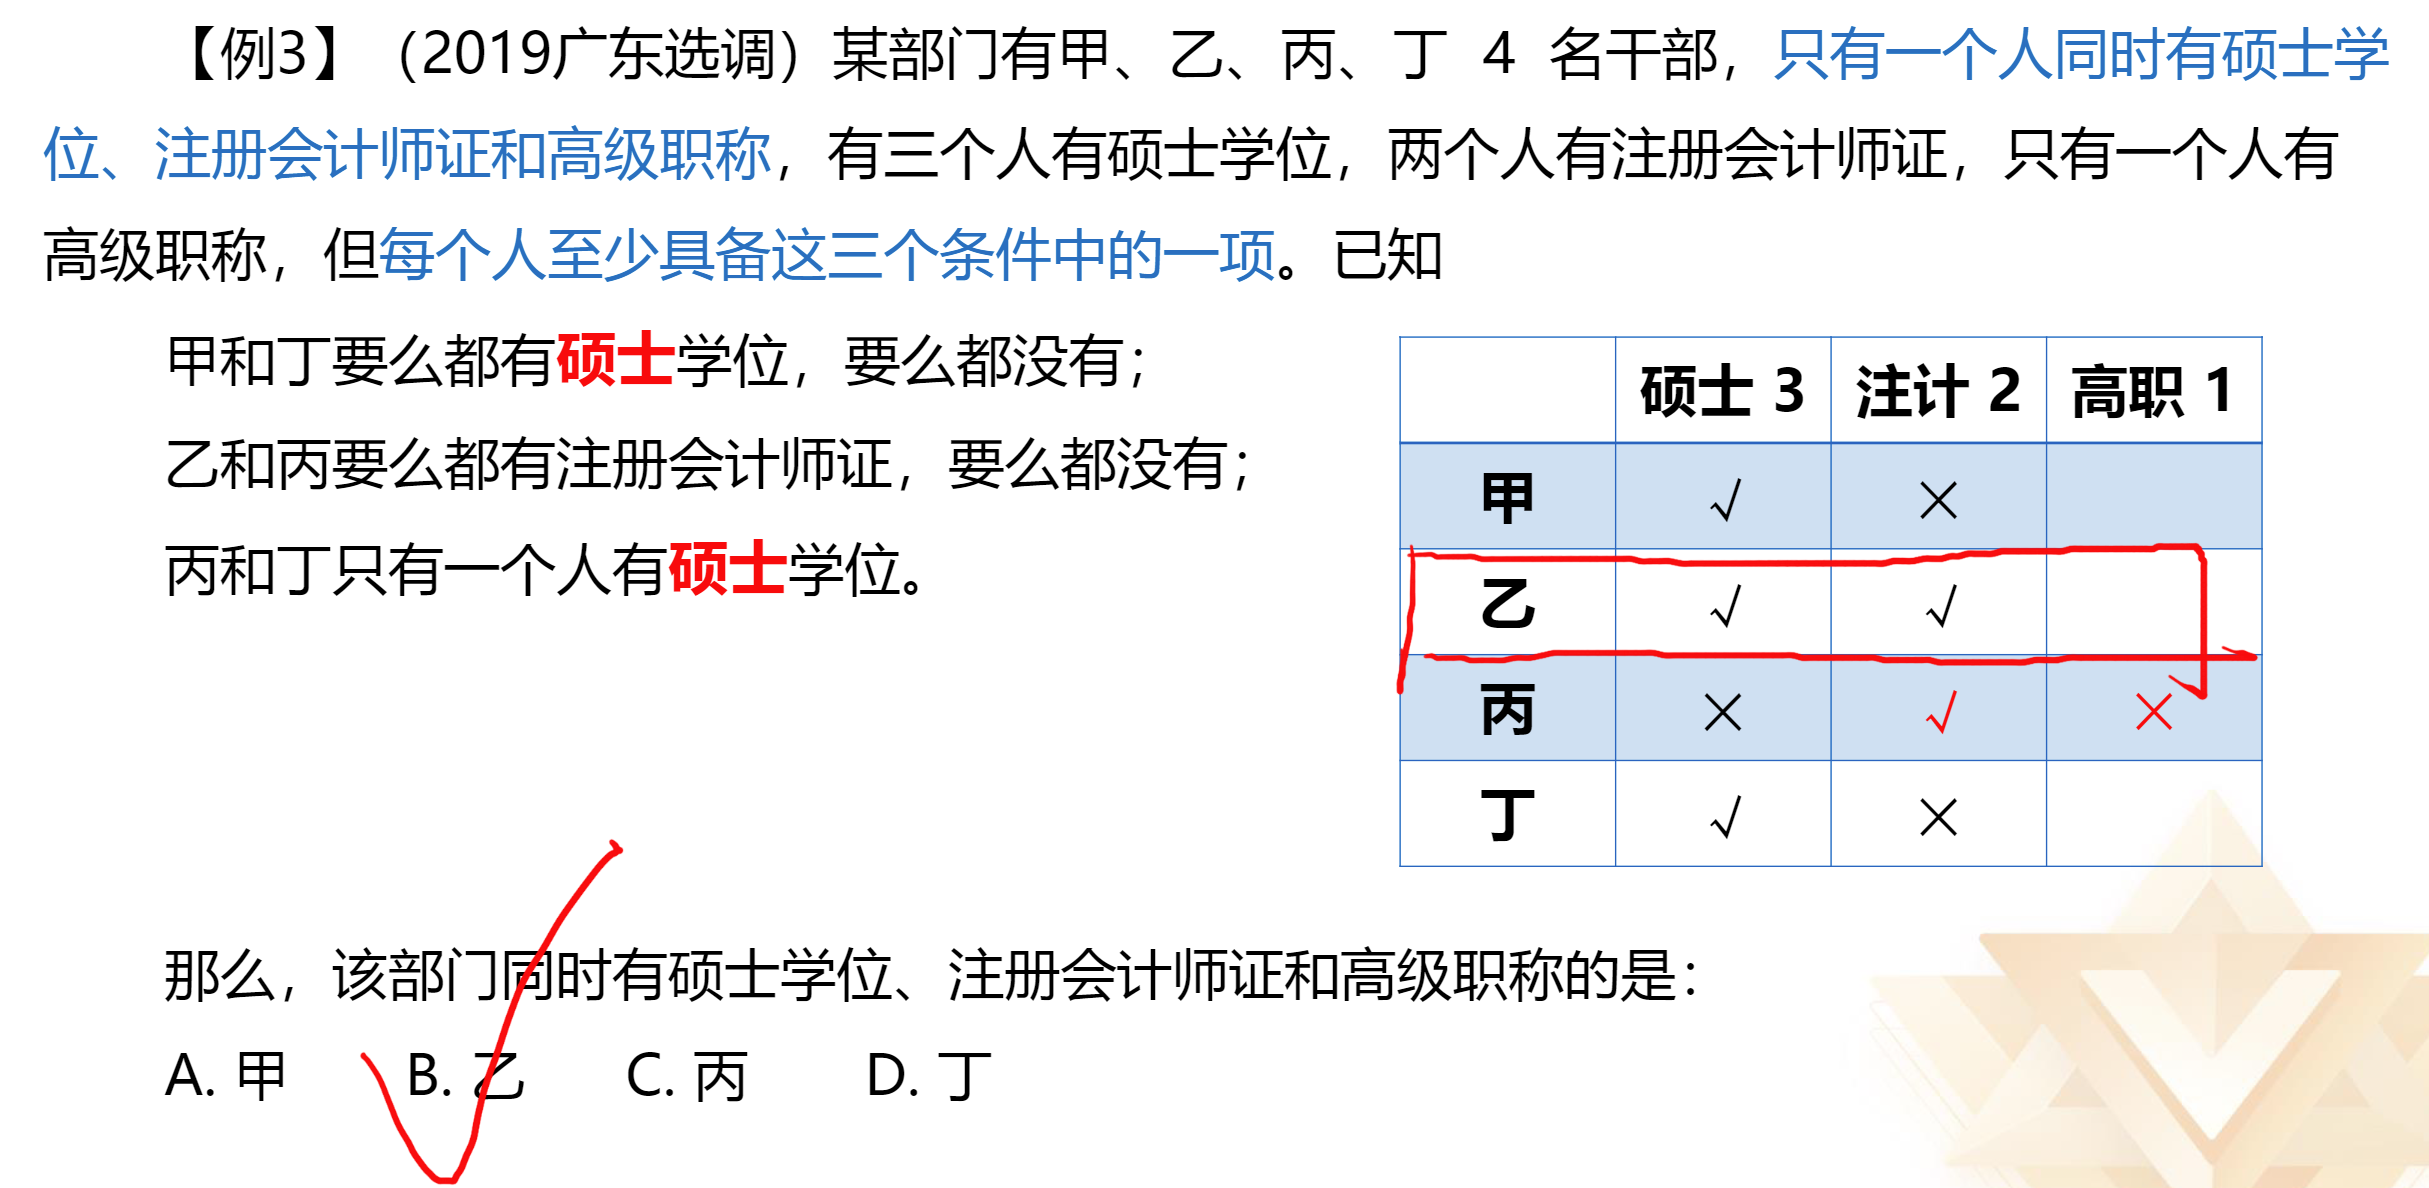 【例3】（2019广东选调）某部门有甲、乙、丙、丁 4 名干部，只有一个人同时有硕士学
位、注册会计师证和高级职称，有三个人有硕士学位，两个人有注册会计师证，只有一个人有
高级职称，但每个人至少具备这三个条件中的一项。已知
甲和丁要么都有硕士学位，要么都没有；
乙和丙要么都有注册会计师证，要么都没有；
丙和丁只有一个人有硕士学位。
硕士 3 注计 2 高职 1
甲 √ ×
乙 √ √
丙 × √ ×
丁 √ ×
那么，该部门同时有硕士学位、注册会计师证和高级职称的是：
A. 甲 B. 乙 C. 丙 D. 丁